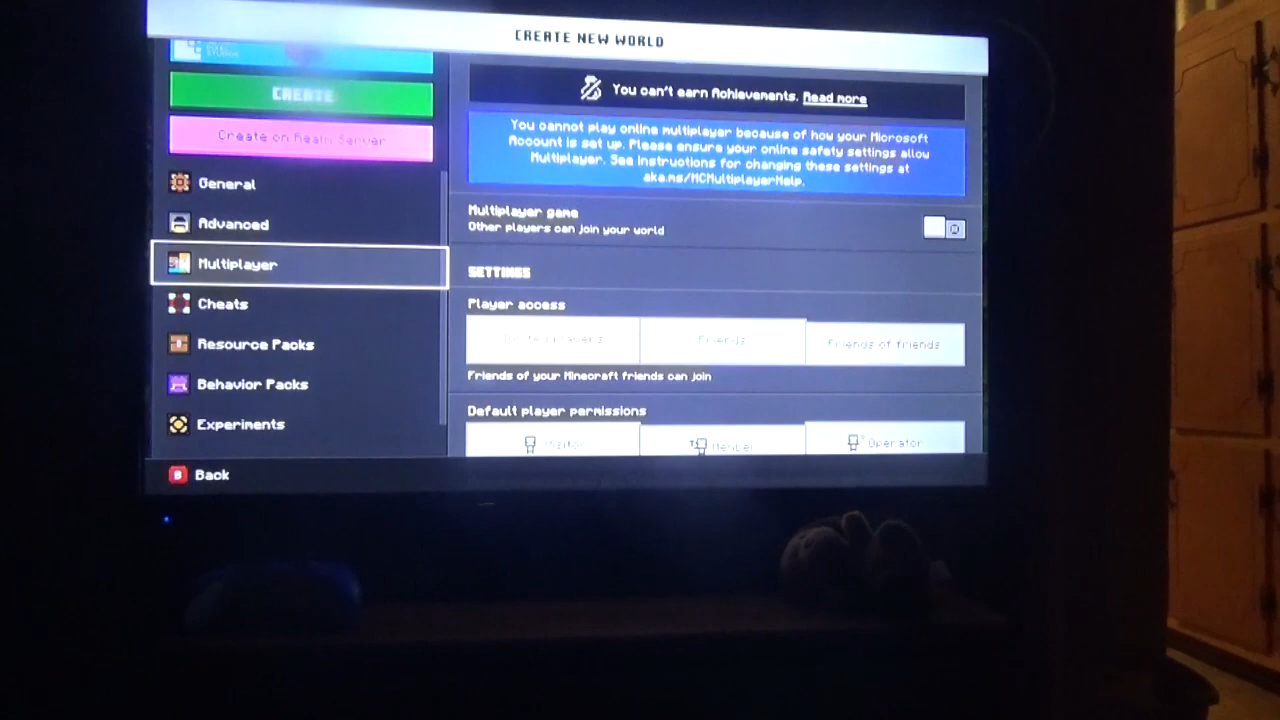 CREATE NEW WORLD
CREATE
Create on Realm Server
General
Advanced
Multiplayer
Cheats
Resource Packs
Behavior Packs
Experiments
B Back
You can't earn Achievements. Read more
You cannot play online multiplayer because of how your Microsoft
Account is set up. Please ensure your online safety settings allow
Multiplayer. See instructions for changing these settings at
aka.ms/MCMultiplayerHelp.
Multiplayer game
Other players can join your world
SETTINGS
Player access
Friends
Friends of friends
Friends of your Minecraft friends can join
Default player permissions
Visitor
Member
Operator